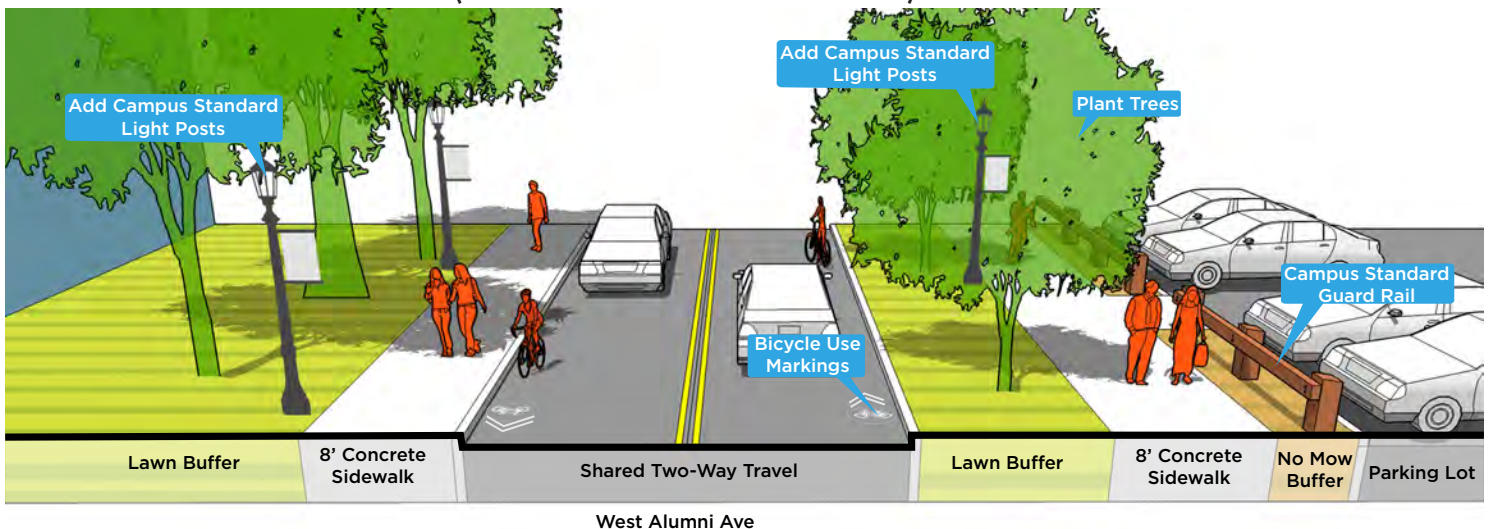 Add Campus Standard
Light Posts
Add Campus Standard
Light Posts
Plant Trees
Campus Standard
Guard Rail
Bicycle Use
Markings
Lawn Buffer
8’ Concrete
Sidewalk
Shared Two-Way Travel
Lawn Buffer
8’ Concrete
Sidewalk
No Mow
Buffer
Parking Lot
West Alumni Ave